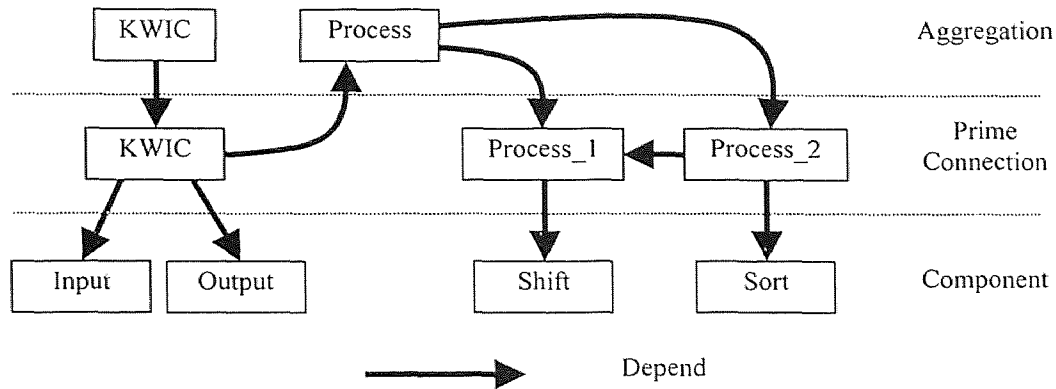 KWIC
Process
Aggregation
KWIC
Process_1
Process_2
Prime
Connection
Input
Output
Shift
Sort
Component
Depend